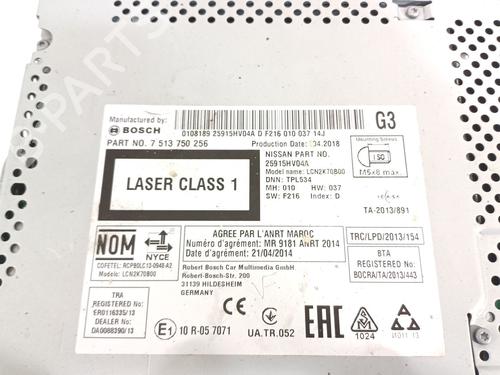 Manufactured by:
BOSCH
0108189 25915HV04A D F216 010 037 14J
G3
PART NO. 7 513 750 256
Production Date: 04.2018
Mounting Screws
ISO
M5x8 max.
NISSAN PART NO.
25915HV04A
Model name: LCN2K70B00
DNN: TPL534
MH: 010 HW: 037
SW: F216 Index: D
LASER CLASS 1
TA-2013/891
NOM
NYCE
COFETEL: RCPBOLC13-0948-A2
Modelo: LCN2K70B00
AGREE PAR L'ANRT MAROC
Numéro d'agrément: MR 9181 ANRT 2014
Date d'agrément: 21/04/2014
TRC/LPD/2013/154
BTA
REGISTERED No
BOCRA/TA/2013/443
Robert Bosch Car Multimedia GmbH
Robert-Bosch-Str. 200
31139 HILDESHEIM
GERMANY
TRA
REGISTERED No:
ER0116335/13
DEALER No:
DA0088390/13
E1 10 R-05 7071
UA.TR.052
EAC
1024